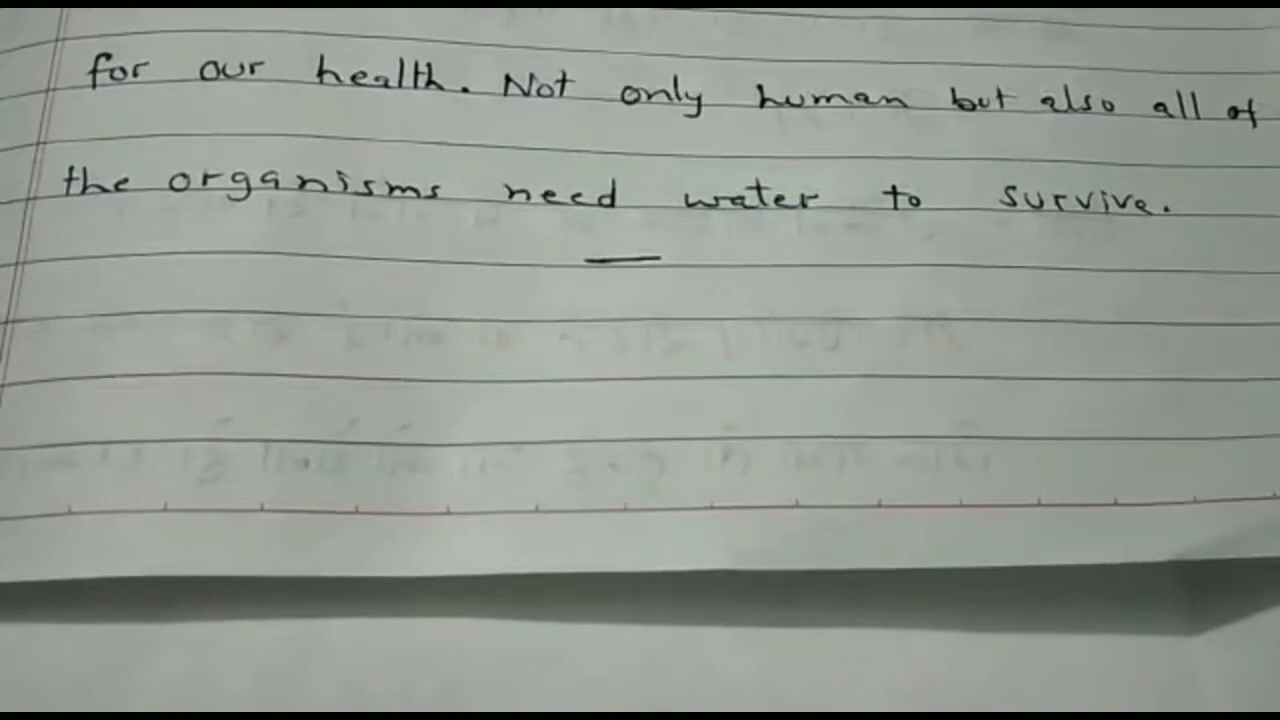 for our health. Not only human but also all of
the organisms need water to survive.